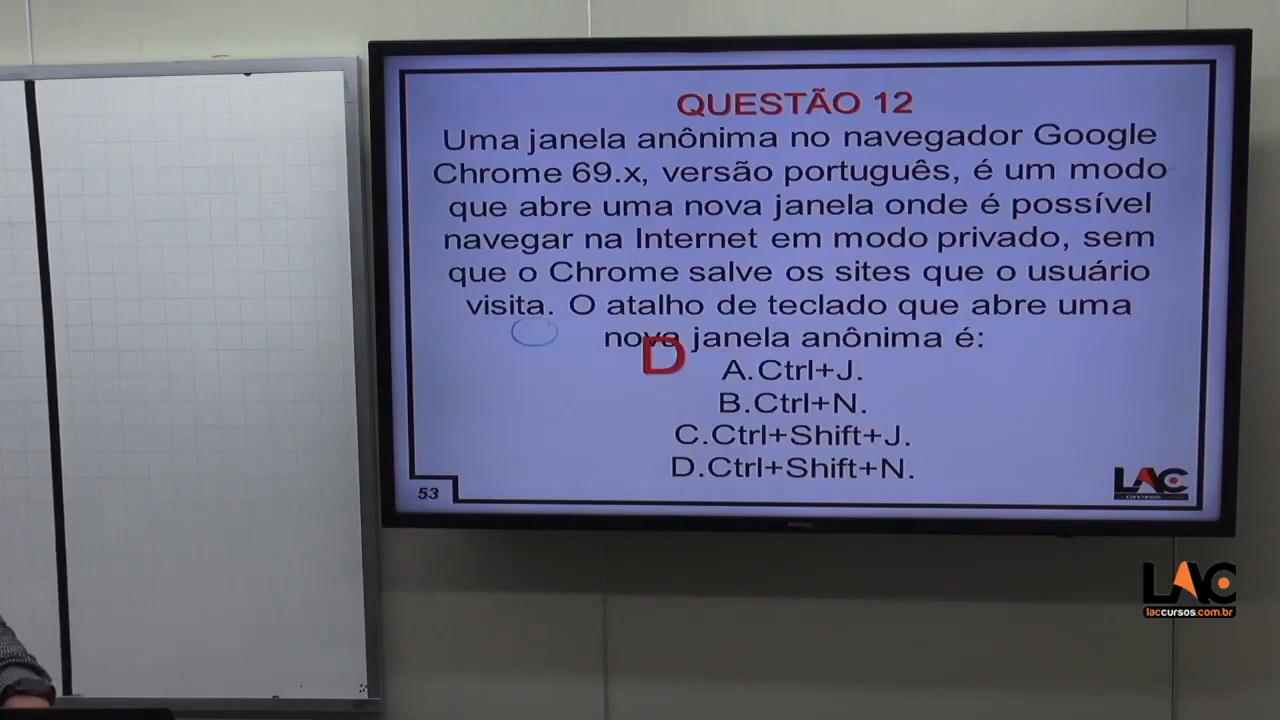 QUESTÃO 12
Uma janela anônima no navegador Google
Chrome 69.x, versão português, é um modo
que abre uma nova janela onde é possível
navegar na Internet em modo privado, sem
que o Chrome salve os sites que o usuário
visita. O atalho de teclado que abre uma
nova janela anônima é:
D
A.Ctrl+J.
B.Ctrl+N.
C.Ctrl+Shift+J.
D.Ctrl+Shift+N.
53
LAC
LAC
laccursos.com.br